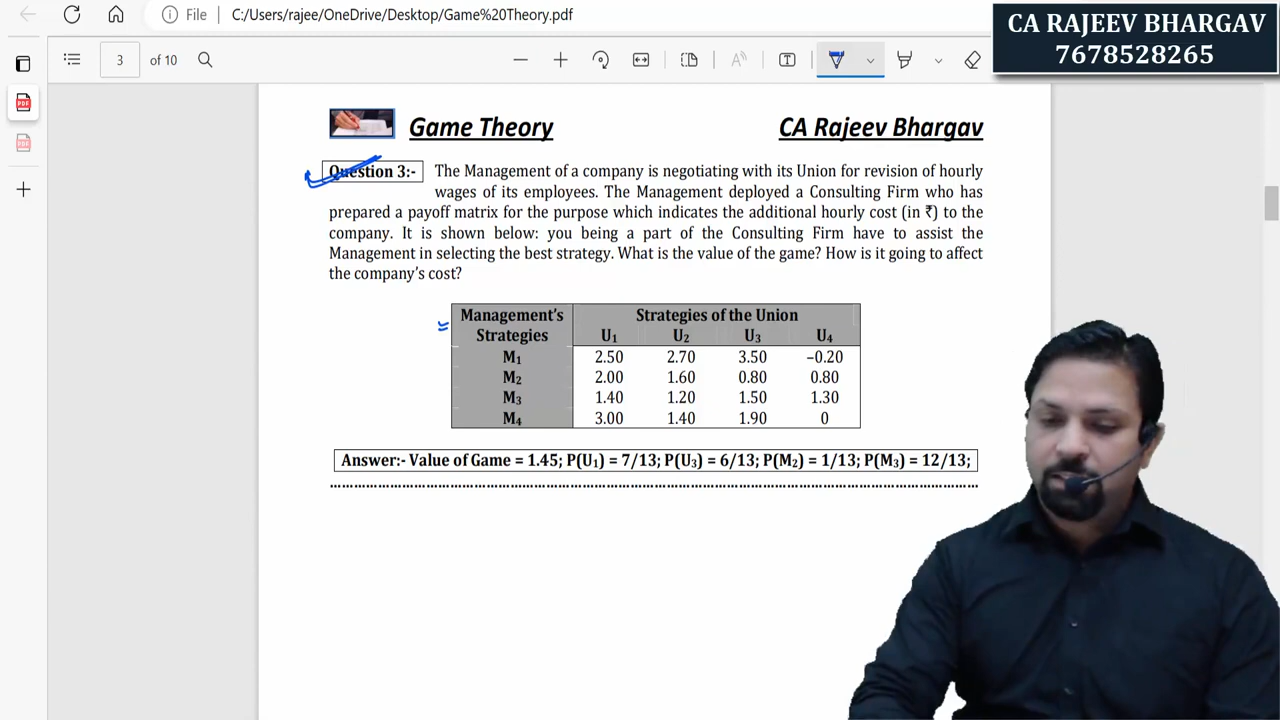 File
C:/Users/rajee/OneDrive/Desktop/Game%20Theory.pdf
CA RAJEEV BHARGAV
7678528265
3 of 10
Game Theory
CA Rajeev Bhargav
Question 3:- The Management of a company is negotiating with its Union for revision of hourly
wages of its employees. The Management deployed a Consulting Firm who has
prepared a payoff matrix for the purpose which indicates the additional hourly cost (in ₹) to the
company. It is shown below: you being a part of the Consulting Firm have to assist the
Management in selecting the best strategy. What is the value of the game? How is it going to affect
the company's cost?
Management's Strategies of the Union
Strategies U₁ U₂ U₃ U₄
M₁ 2.50 2.70 3.50 −0.20
M₂ 2.00 1.60 0.80 0.80
M₃ 1.40 1.20 1.50 1.30
M₄ 3.00 1.40 1.90 0
Answer:- Value of Game = 1.45; P(U₁) = 7/13; P(U₃) = 6/13; P(M₂) = 1/13; P(M₃) = 12/13;